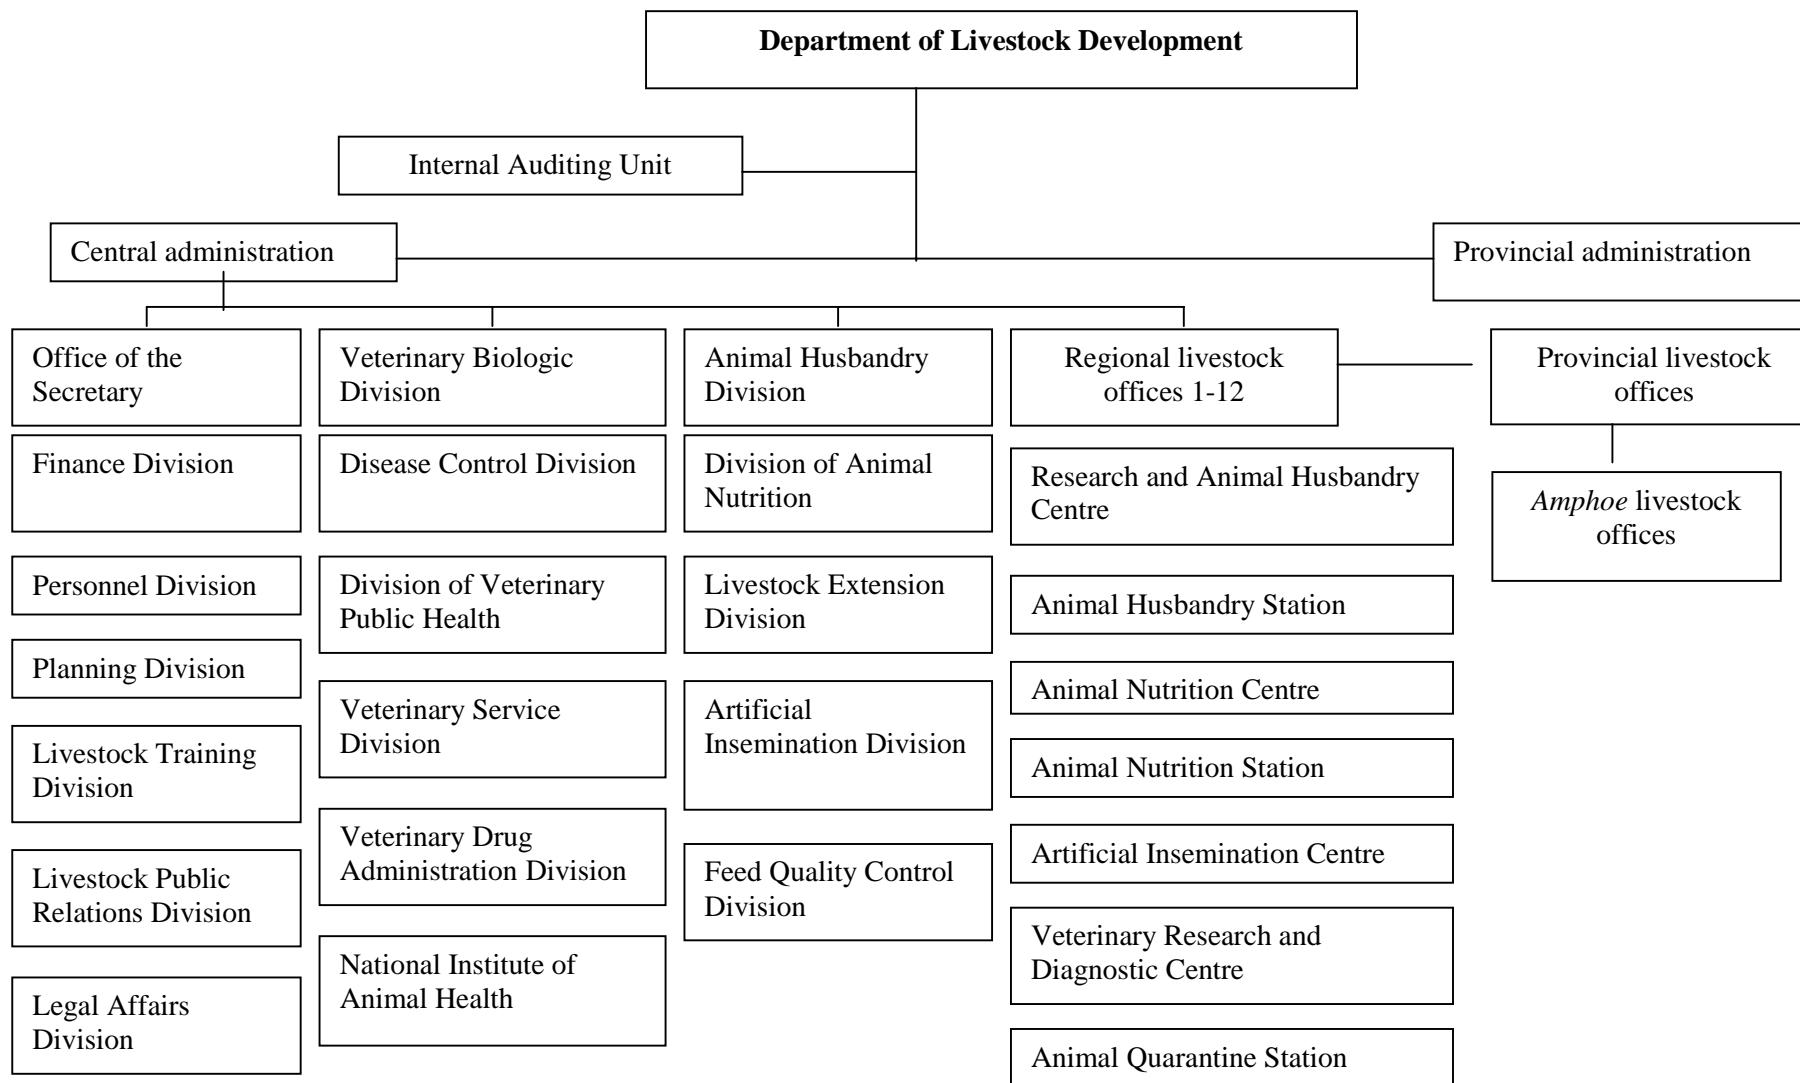 Department of Livestock Development
Internal Auditing Unit
Central administration
Provincial administration
Office of the
Secretary
Finance Division
Personnel Division
Planning Division
Livestock Training
Division
Livestock Public
Relations Division
Legal Affairs
Division
Veterinary Biologic
Division
Disease Control Division
Division of Veterinary
Public Health
Veterinary Service
Division
Veterinary Drug
Administration Division
National Institute of
Animal Health
Animal Husbandry
Division
Division of Animal
Nutrition
Livestock Extension
Division
Artificial
Insemination Division
Feed Quality Control
Division
Regional livestock
offices 1-12
Research and Animal Husbandry
Centre
Animal Husbandry Station
Animal Nutrition Centre
Animal Nutrition Station
Artificial Insemination Centre
Veterinary Research and
Diagnostic Centre
Animal Quarantine Station
Provincial livestock
offices
Amphoe livestock
offices